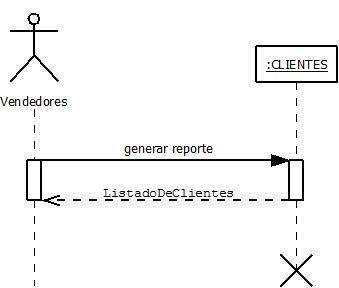 :CLIENTES
Vendedores
generar reporte
ListadoDeClientes